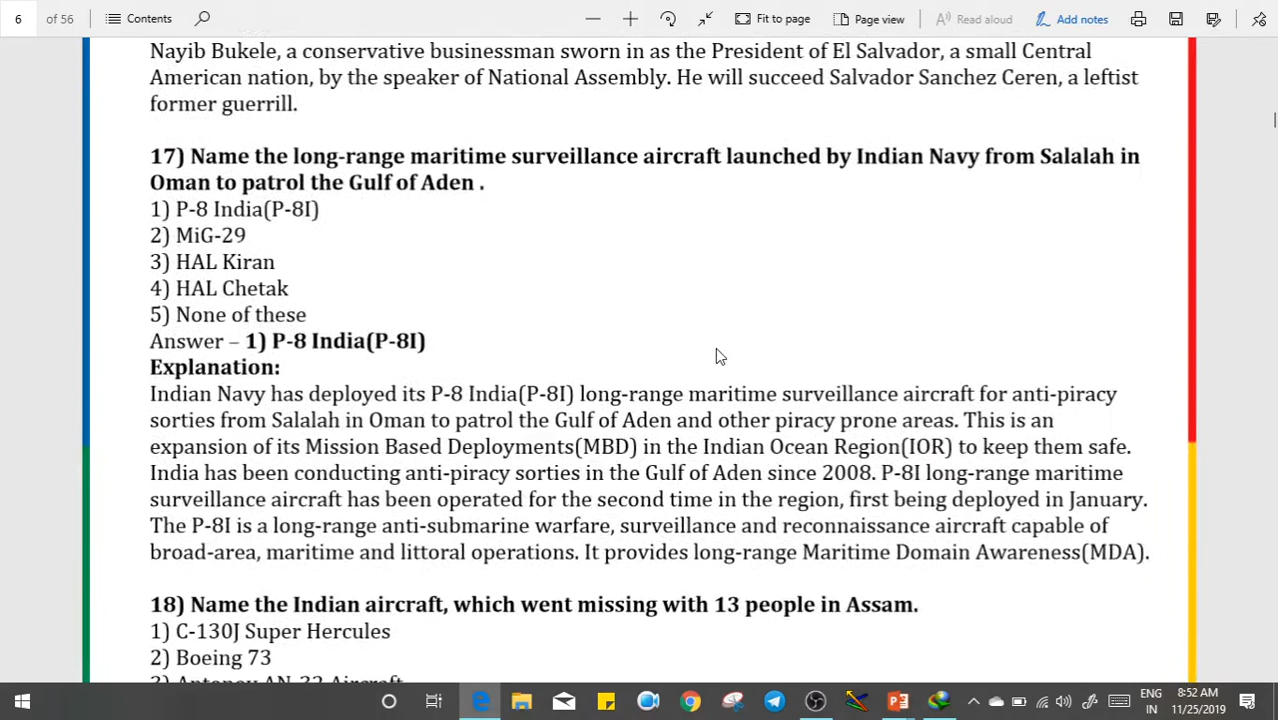 6 of 56 Contents Fit to page Page view Read aloud Add notes
Nayib Bukele, a conservative businessman sworn in as the President of El Salvador, a small Central
American nation, by the speaker of National Assembly. He will succeed Salvador Sanchez Ceren, a leftist
former guerrill.
17) Name the long-range maritime surveillance aircraft launched by Indian Navy from Salalah in
Oman to patrol the Gulf of Aden .
1) P-8 India(P-8I)
2) MiG-29
3) HAL Kiran
4) HAL Chetak
5) None of these
Answer – 1) P-8 India(P-8I)
Explanation:
Indian Navy has deployed its P-8 India(P-8I) long-range maritime surveillance aircraft for anti-piracy
sorties from Salalah in Oman to patrol the Gulf of Aden and other piracy prone areas. This is an
expansion of its Mission Based Deployments(MBD) in the Indian Ocean Region(IOR) to keep them safe.
India has been conducting anti-piracy sorties in the Gulf of Aden since 2008. P-8I long-range maritime
surveillance aircraft has been operated for the second time in the region, first being deployed in January.
The P-8I is a long-range anti-submarine warfare, surveillance and reconnaissance aircraft capable of
broad-area, maritime and littoral operations. It provides long-range Maritime Domain Awareness(MDA).
18) Name the Indian aircraft, which went missing with 13 people in Assam.
1) C-130J Super Hercules
2) Boeing 73
3) Antonov AN-32 Aircraft
ENG 8:52 AM
IN 11/25/2019